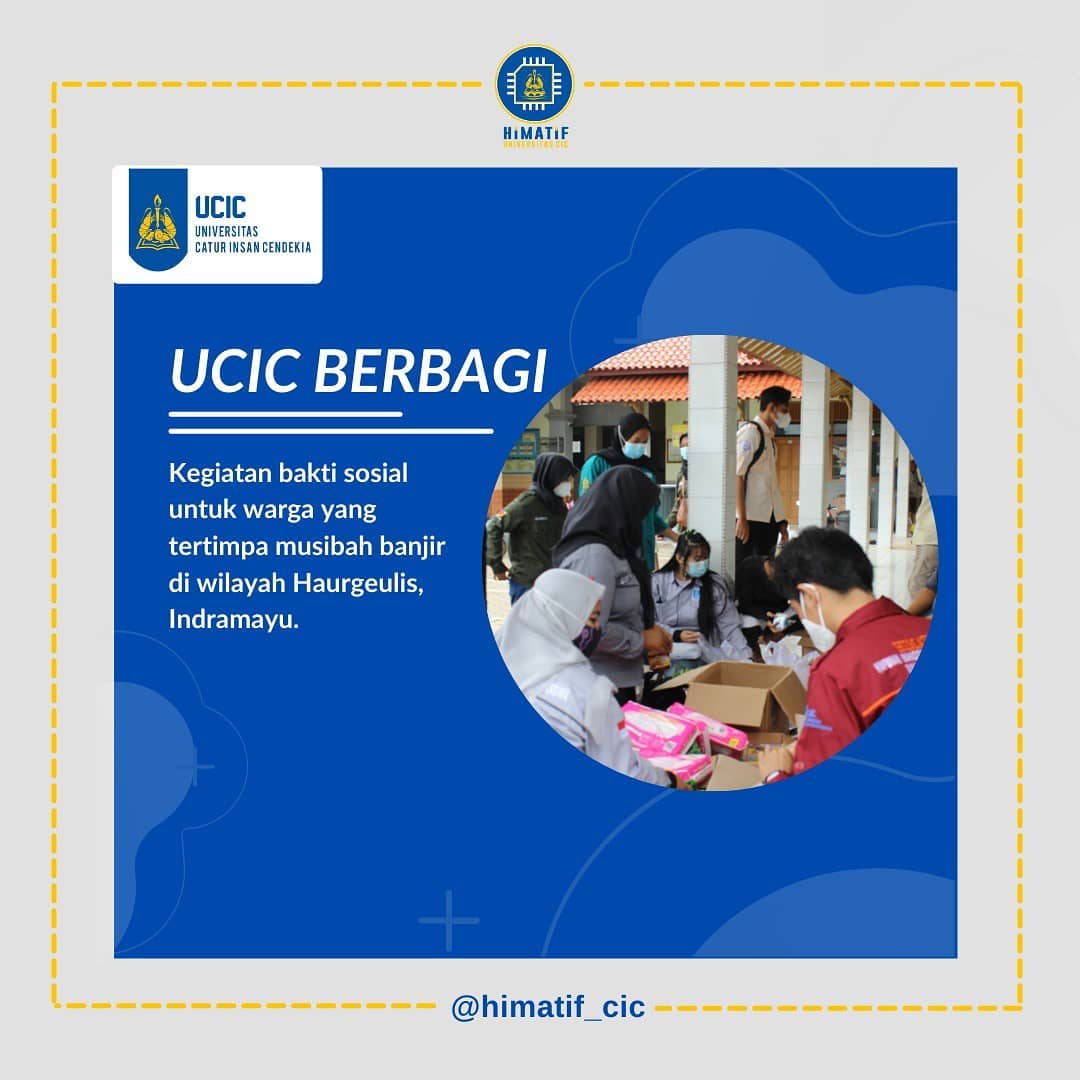 HiMATiF
UNIVERSITAS CIC
UCIC
UNIVERSITAS
CATUR INSAN CENDEKIA
UCIC BERBAGI
Kegiatan bakti sosial
untuk warga yang
tertimpa musibah banjir
di wilayah Haurgeulis,
Indramayu.
@himatif_cic